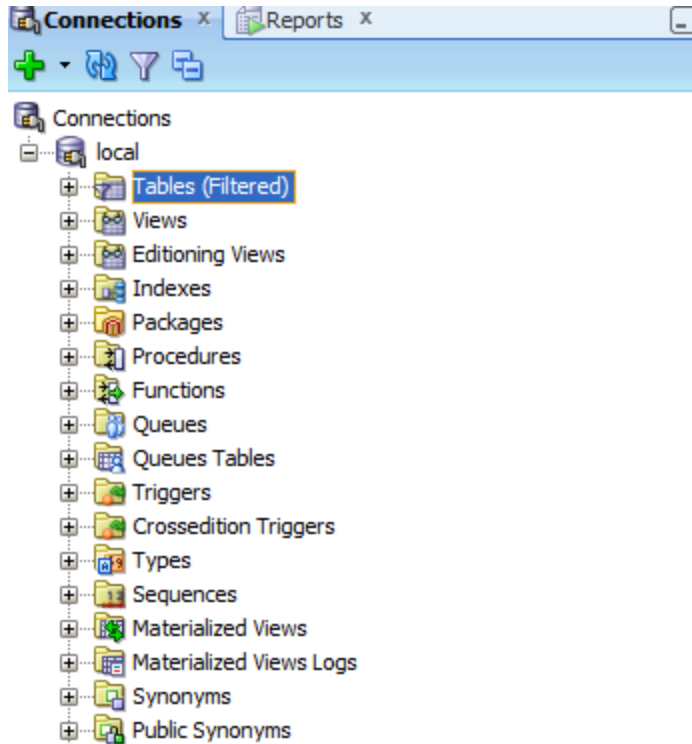 Connections x Reports x
Connections
local
Tables (Filtered)
Views
Editioning Views
Indexes
Packages
Procedures
Functions
Queues
Queues Tables
Triggers
Crossedition Triggers
Types
Sequences
Materialized Views
Materialized Views Logs
Synonyms
Public Synonyms